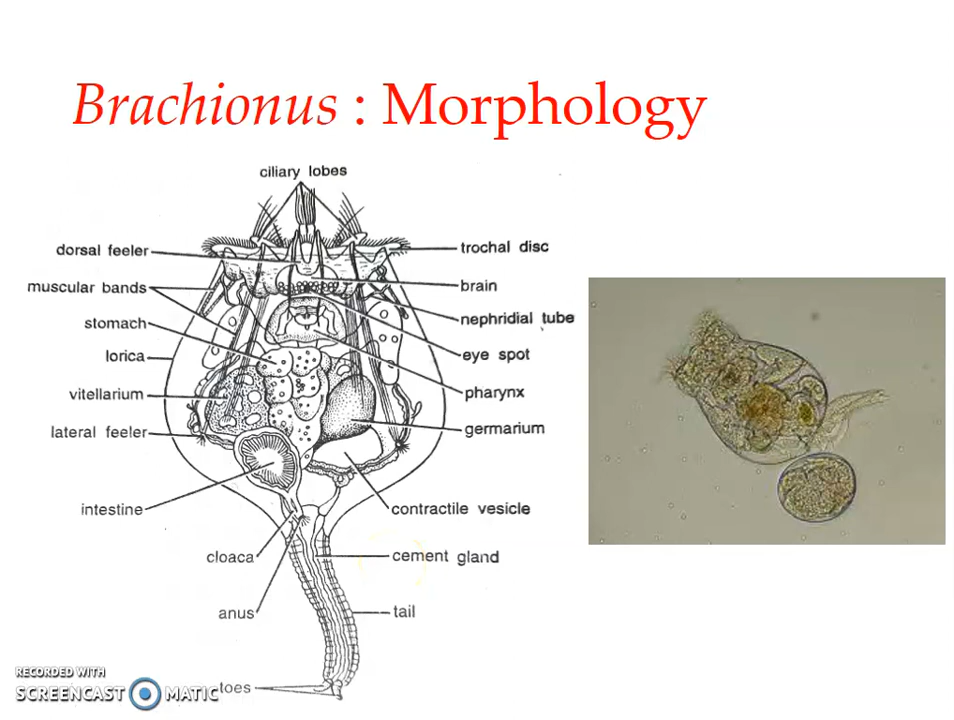 Brachionus : Morphology
ciliary lobes
dorsal feeler
trochal disc
muscular bands
brain
stomach
nephridial tube
lorica
eye spot
vitellarium
pharynx
lateral feeler
germarium
intestine
contractile vesicle
cloaca
cement gland
anus
tail
toes
RECORDED WITH
SCREENCAST MATIC